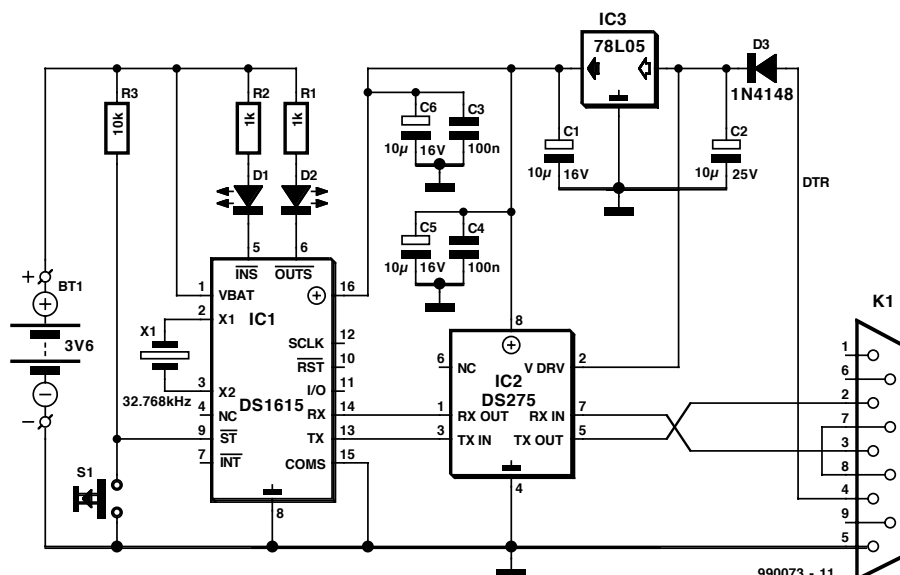 IC3
78L05
D3
1N4148
R3
10k
R2
1k
R1
1k
C6
10µ
16V
C3
100n
C1
10µ
16V
C2
10µ
25V
DTR
D1
D2
C5
10µ
16V
C4
100n
5
6
INS
OUTS
+
BT1
3V6
–
1
VBAT
16
IC1
2
X1
X1
32.768kHz
3
X2
SCLK
12
RST
10
I/O
11
DS1615
4
NC
RX
14
9
ST
TX
13
7
INT
COMS
15
8
S1
8
6
NC
V DRV
2
IC2
DS275
1
RX OUT
RX IN
7
3
TX IN
TX OUT
5
4
K1
1
6
2
7
3
8
4
9
5
990073 - 11